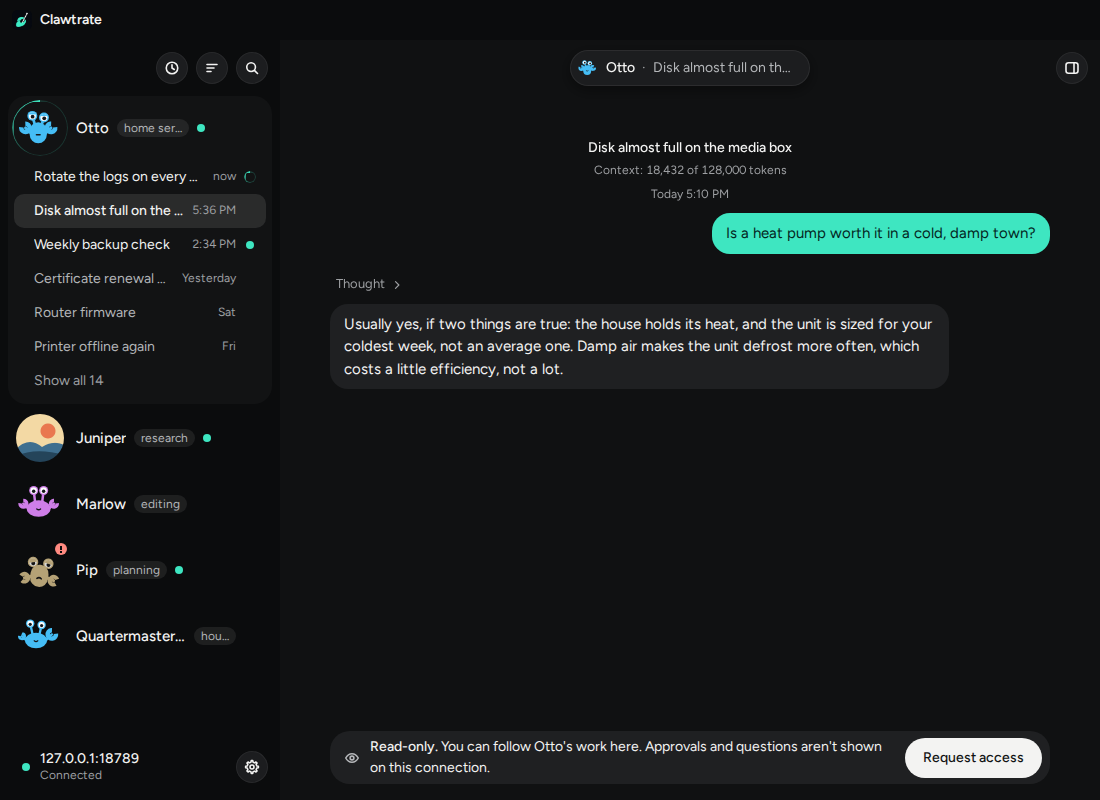 Clawtrate
Otto · Disk almost full on th...
Otto home ser...
Rotate the logs on every ... now
Disk almost full on the ... 5:36 PM
Weekly backup check 2:34 PM
Certificate renewal ... Yesterday
Router firmware Sat
Printer offline again Fri
Show all 14
Juniper research
Marlow editing
Pip planning
Quartermaster... hou...
127.0.0.1:18789
Connected
Disk almost full on the media box
Context: 18,432 of 128,000 tokens
Today 5:10 PM
Is a heat pump worth it in a cold, damp town?
Thought
Usually yes, if two things are true: the house holds its heat, and the unit is sized for your
coldest week, not an average one. Damp air makes the unit defrost more often, which
costs a little efficiency, not a lot.
Read-only. You can follow Otto's work here. Approvals and questions aren't shown
on this connection.
Request access